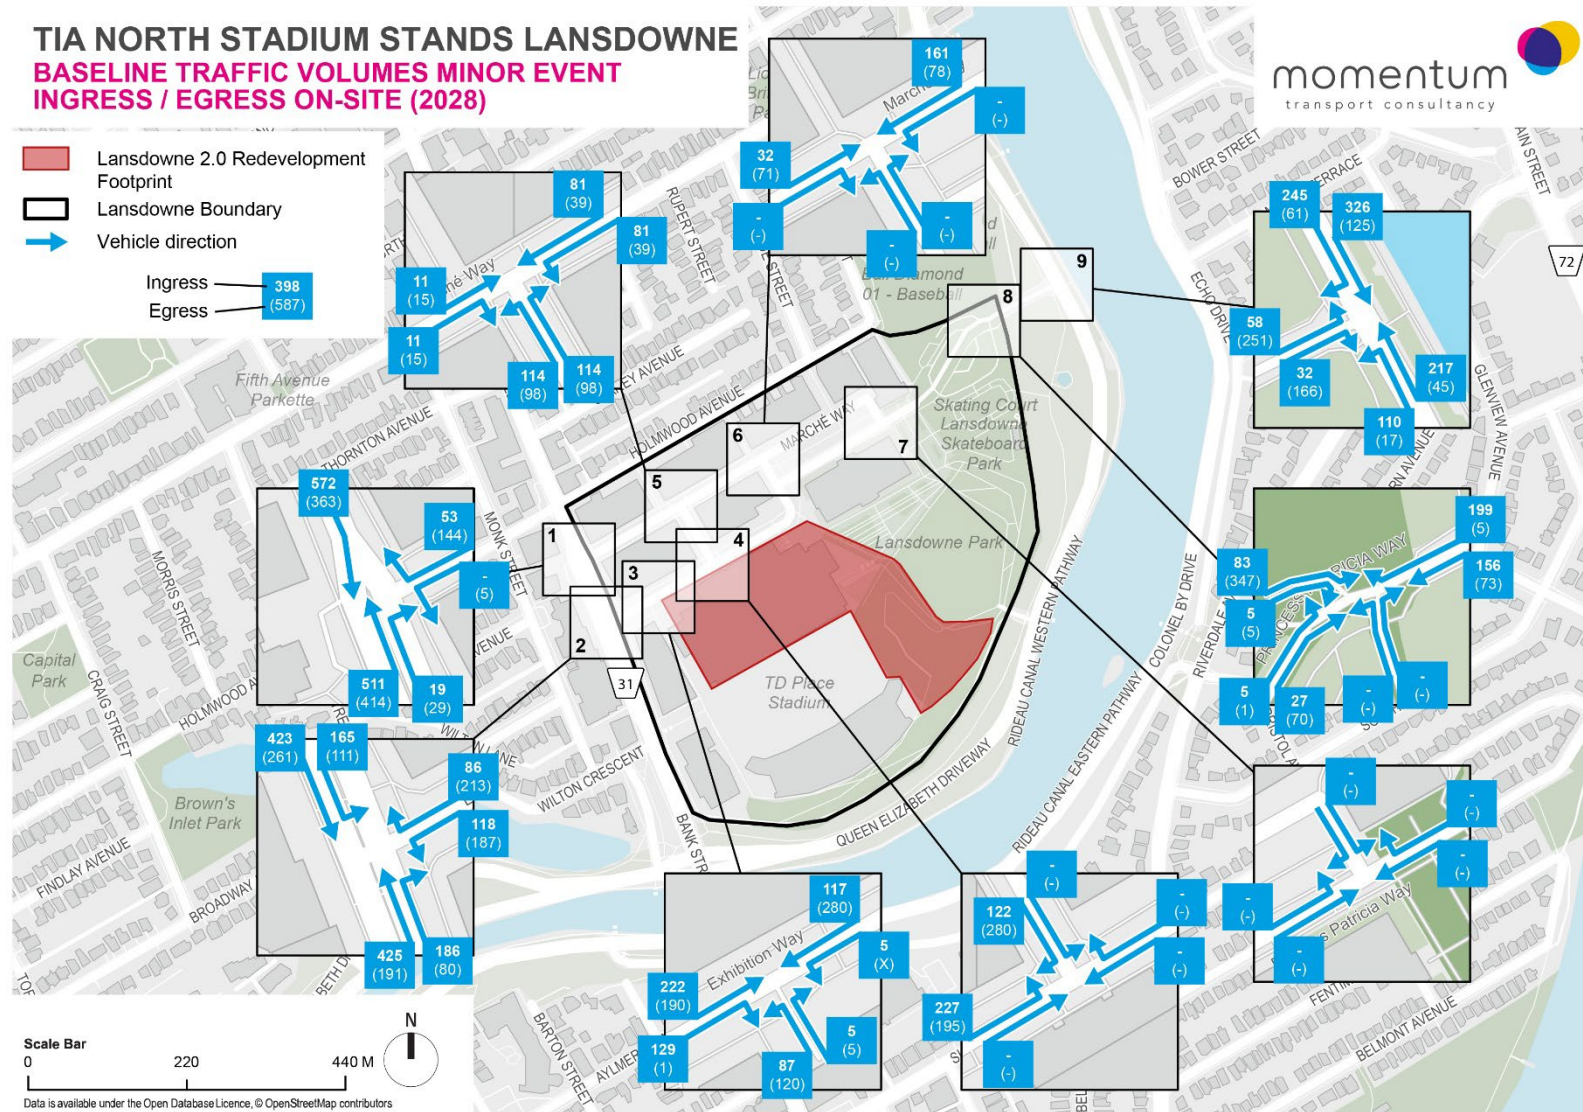 TIA NORTH STADIUM STANDS LANSDOWNE
BASELINE TRAFFIC VOLUMES MINOR EVENT
INGRESS / EGRESS ON-SITE (2028)
momentum
transport consultancy
Lansdowne 2.0 Redevelopment
Footprint
Lansdowne Boundary
Vehicle direction
Ingress
Egress
398
(587)
161
(78)
-
(-)
32
(71)
-
(-)
-
(-)
-
(-)
81
(39)
81
(39)
11
(15)
11
(15)
114
(98)
114
(98)
245
(61)
326
(125)
58
(251)
32
(166)
217
(45)
110
(17)
572
(363)
53
(144)
-
(5)
511
(414)
19
(29)
199
(5)
83
(347)
156
(73)
5
(5)
5
(1)
27
(70)
-
(-)
-
(-)
423
(261)
165
(111)
86
(213)
118
(187)
425
(191)
186
(80)
117
(280)
5
(X)
222
(190)
129
(1)
87
(120)
5
(5)
-
(-)
122
(280)
-
(-)
-
(-)
227
(195)
-
(-)
-
(-)
-
(-)
-
(-)
-
(-)
-
(-)
1
2
3
4
5
6
7
8
9
31
72
RUPERT STREET
BOWER STREET
ECHO DRIVE
GLENVIEW AVENUE
Fifth Avenue
Parkette
THORNTON AVENUE
HOLMWOOD AVENUE
MARCHÉ WAY
01 - Baseball
Skating Court
Lansdowne
Skateboard
Park
Lansdowne Park
TD Place
Stadium
MONK STREET
MORRIS STREET
CRAIG STREET
Capital
Park
Brown's
Inlet Park
WILTON CRESCENT
FINDLAY AVENUE
BROADWAY
QUEEN ELIZABETH DRIVEWAY
RIDEAU CANAL WESTERN PATHWAY
RIDEAU CANAL EASTERN PATHWAY
COLONEL BY DRIVE
Exhibition Way
s Patricia Way
BARTON STREET
BELMONT AVENUE
Scale Bar
0 220 440 M
N
Data is available under the Open Database Licence, © OpenStreetMap contributors